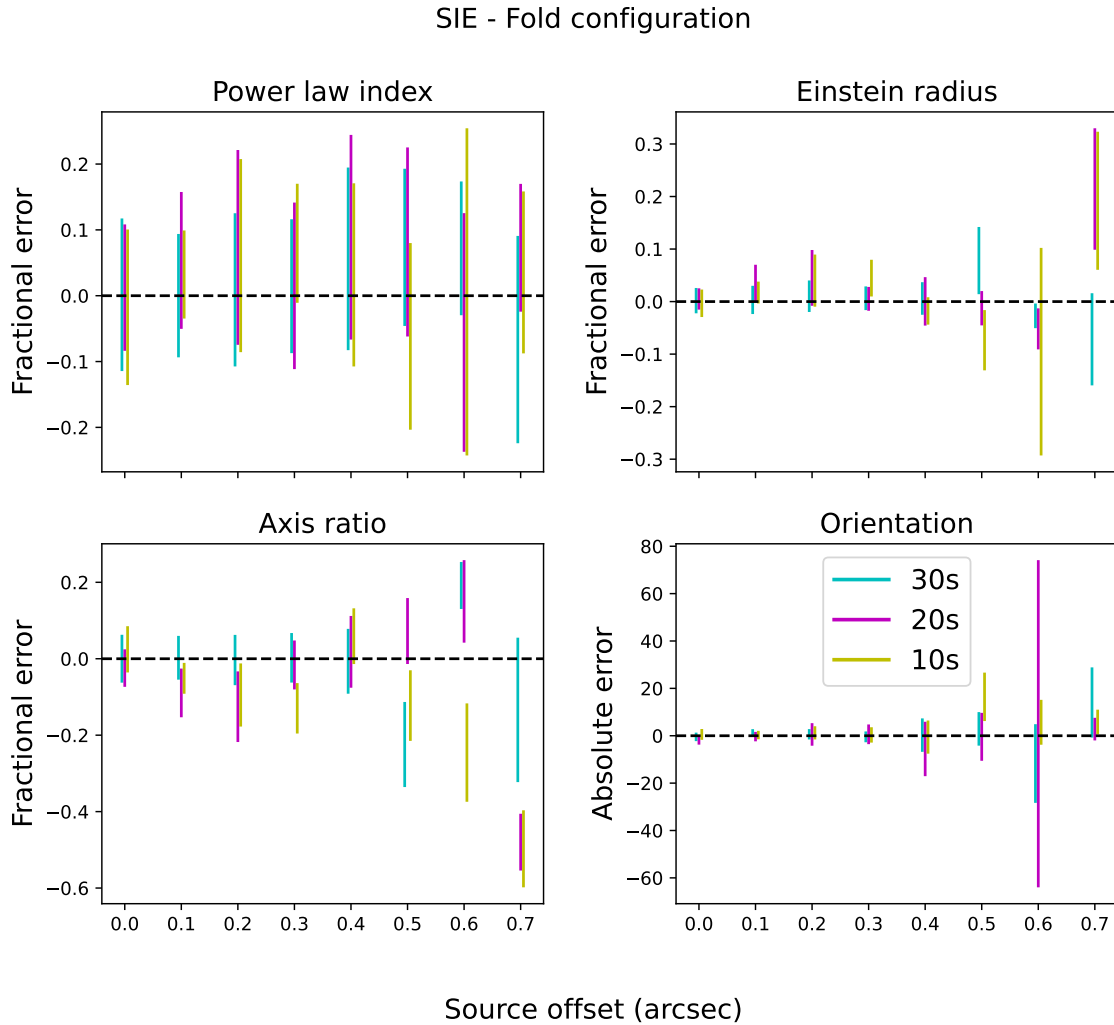 SIE - Fold configuration
Power law index
Einstein radius
Fractional error
0.2
0.1
0.0
−0.1
−0.2
Fractional error
0.3
0.2
0.1
0.0
−0.1
−0.2
−0.3
Axis ratio
Orientation
Fractional error
0.2
0.0
−0.2
−0.4
−0.6
0.0 0.1 0.2 0.3 0.4 0.5 0.6 0.7
Absolute error
80
60
40
20
0
−20
−40
−60
30s
20s
10s
0.0 0.1 0.2 0.3 0.4 0.5 0.6 0.7
Source offset (arcsec)